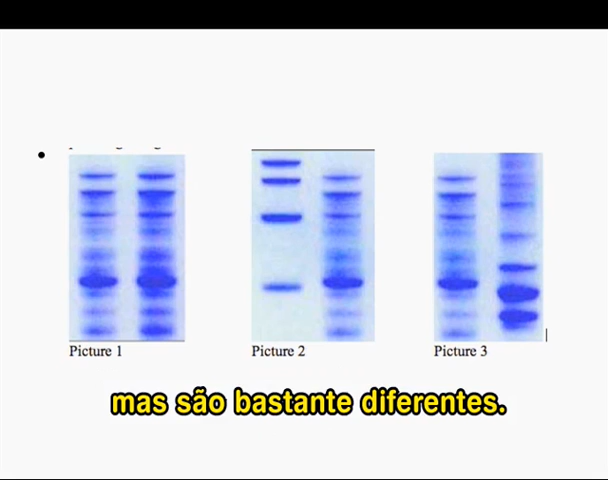 Picture 1
Picture 2
Picture 3
mas são bastante diferentes.